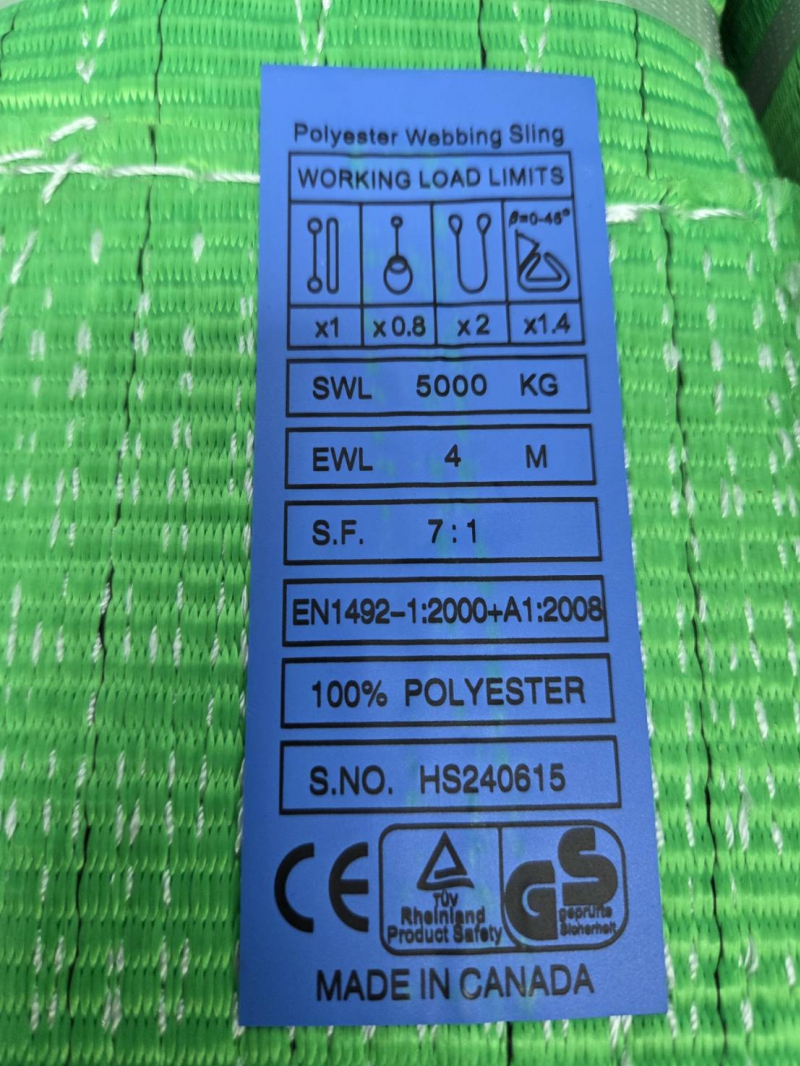 Polyester Webbing Sling
WORKING LOAD LIMITS
β=0-45°
x1 x0.8 x2 x1.4
SWL 5000 KG
EWL 4 M
S.F. 7:1
EN1492-1:2000+A1:2008
100% POLYESTER
S.NO. HS240615
CE
TÜV
Rheinland
Product Safety
GS
geprüfte
Sicherheit
MADE IN CANADA